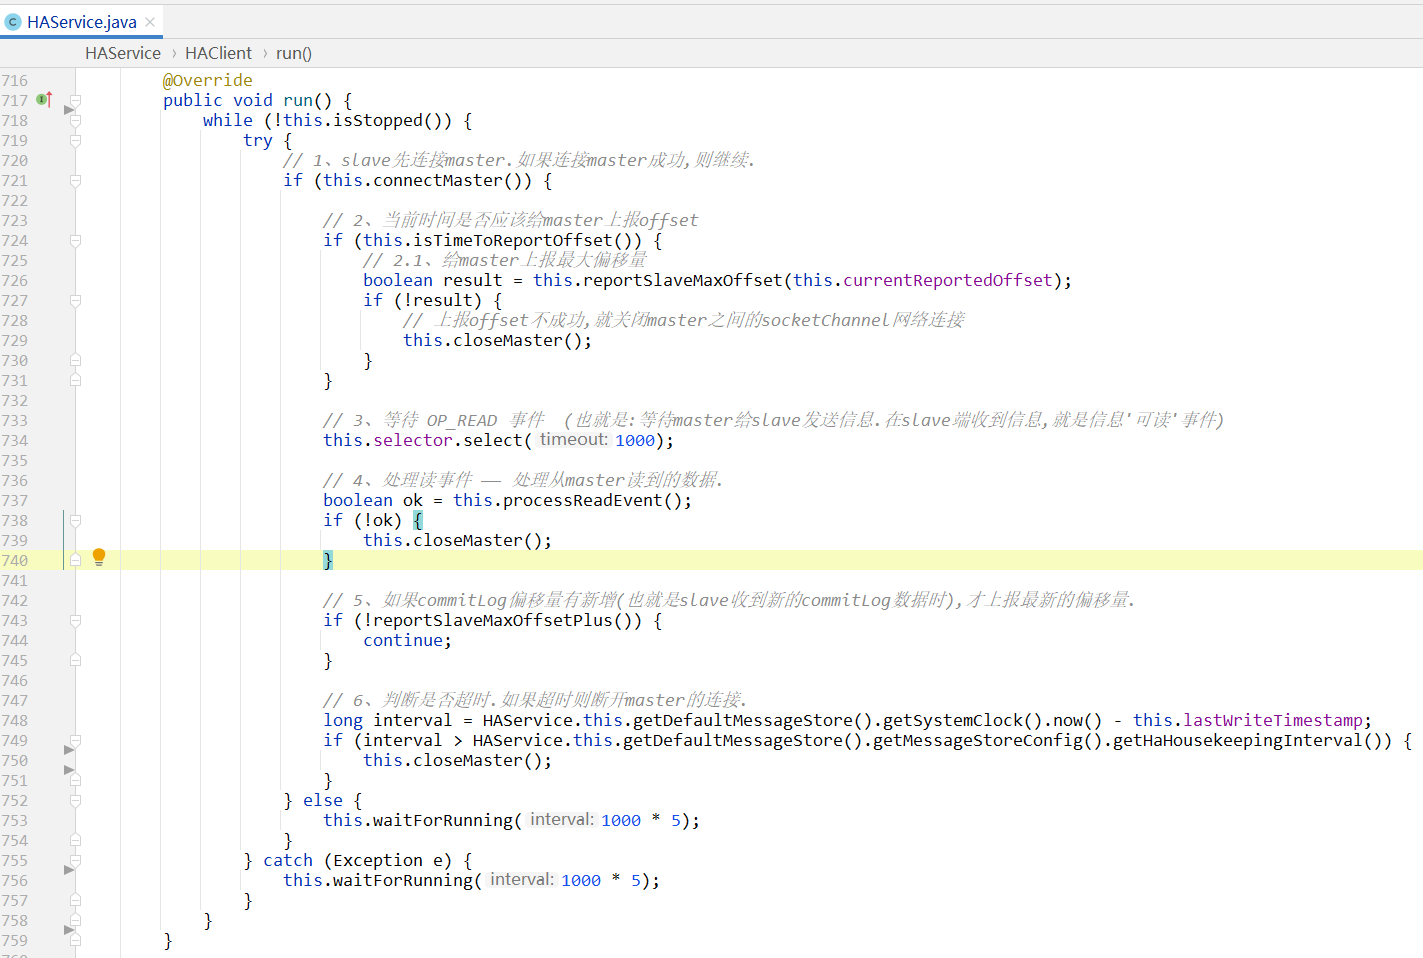 HAService.java
HAService › HAClient › run()
716 @Override
717 public void run() {
718 while (!this.isStopped()) {
719 try {
720 // 1、slave先连接master.如果连接master成功,则继续.
721 if (this.connectMaster()) {
722
723 // 2、当前时间是否应该给master上报offset
724 if (this.isTimeToReportOffset()) {
725 // 2.1、给master上报最大偏移量
726 boolean result = this.reportSlaveMaxOffset(this.currentReportedOffset);
727 if (!result) {
728 // 上报offset不成功,就关闭master之间的socketChannel网络连接
729 this.closeMaster();
730 }
731 }
732
733 // 3、等待 OP_READ 事件  (也就是:等待master给slave发送信息.在slave端收到信息,就是信息'可读'事件)
734 this.selector.select( timeout: 1000);
735
736 // 4、处理读事件 —— 处理从master读到的数据.
737 boolean ok = this.processReadEvent();
738 if (!ok) {
739 this.closeMaster();
740 }
741
742 // 5、如果commitLog偏移量有新增(也就是slave收到新的commitLog数据时),才上报最新的偏移量.
743 if (!reportSlaveMaxOffsetPlus()) {
744 continue;
745 }
746
747 // 6、判断是否超时.如果超时则断开master的连接.
748 long interval = HAService.this.getDefaultMessageStore().getSystemClock().now() - this.lastWriteTimestamp;
749 if (interval > HAService.this.getDefaultMessageStore().getMessageStoreConfig().getHaHousekeepingInterval()) {
750 this.closeMaster();
751 }
752 } else {
753 this.waitForRunning( interval: 1000 * 5);
754 }
755 } catch (Exception e) {
756 this.waitForRunning( interval: 1000 * 5);
757 }
758 }
759 }